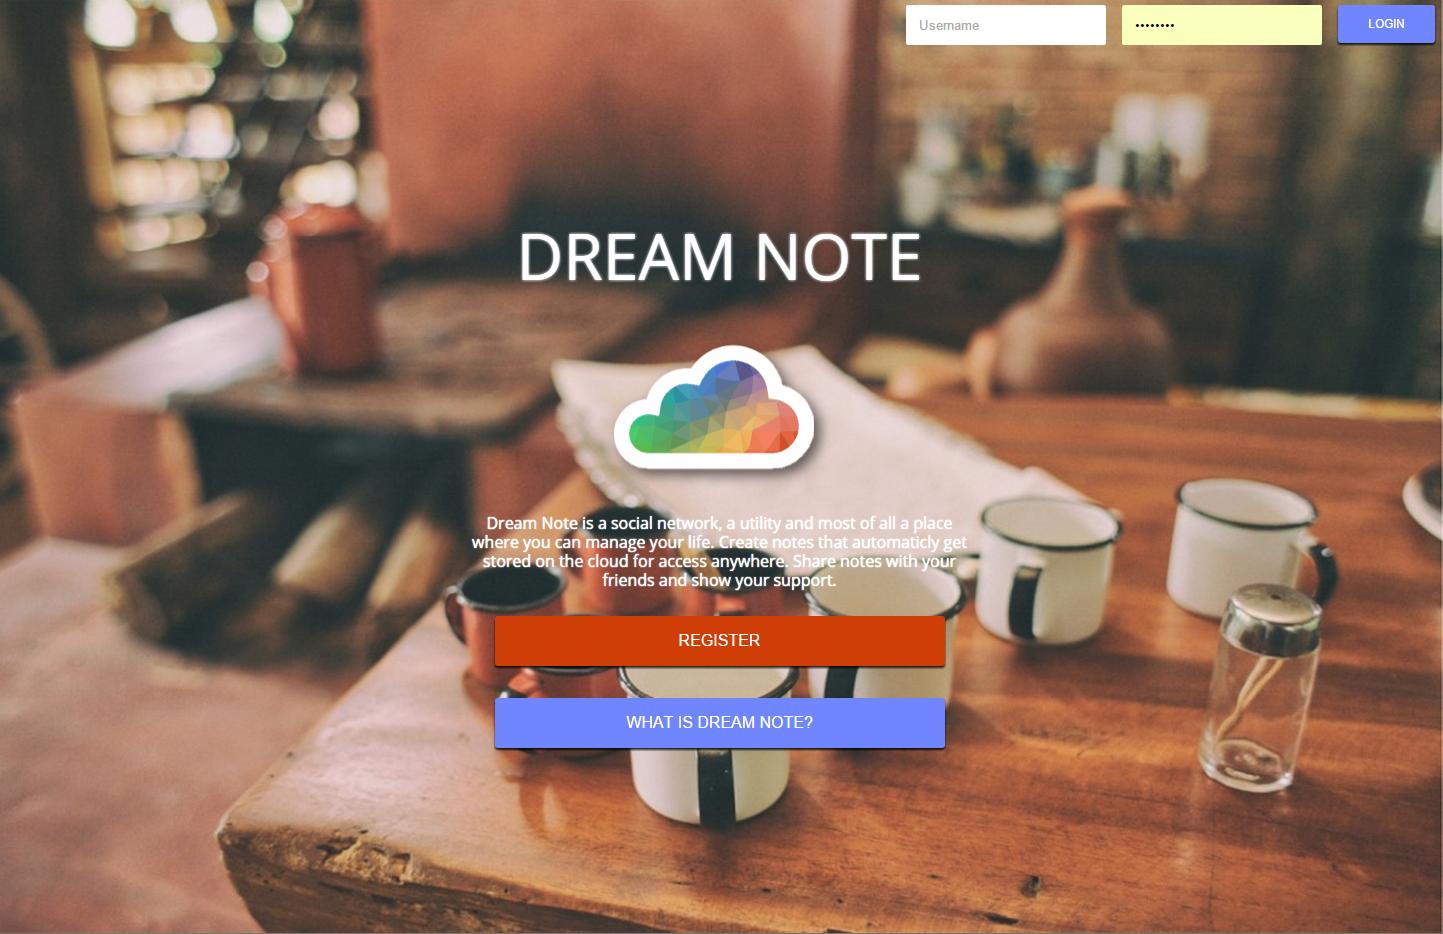 Username
••••••••
LOGIN
DREAM NOTE
Dream Note is a social network, a utility and most of all a place
where you can manage your life. Create notes that automaticly get
stored on the cloud for access anywhere. Share notes with your
friends and show your support.
REGISTER
WHAT IS DREAM NOTE?